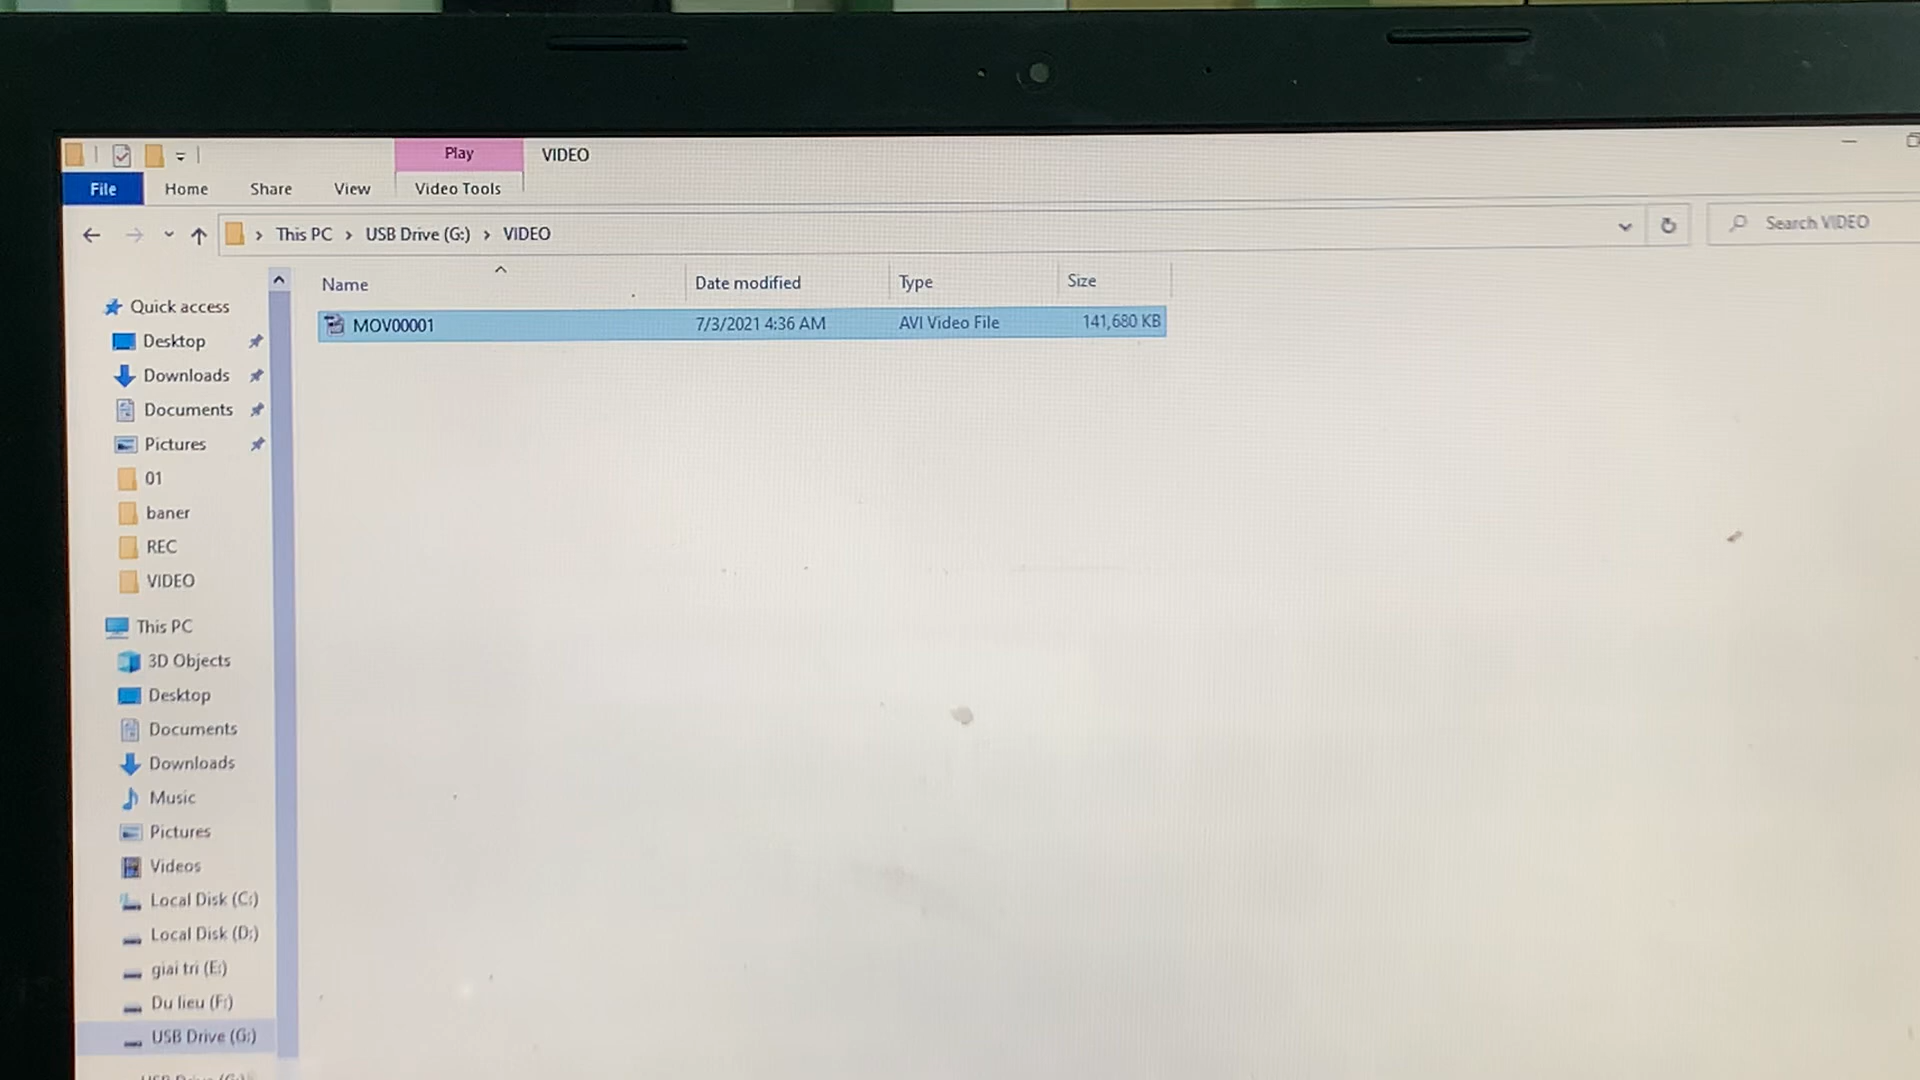 Play VIDEO
File Home Share View Video Tools
This PC USB Drive (G:) VIDEO Search VIDEO
Name Date modified Type Size
MOV00001 7/3/2021 4:36 AM AVI Video File 141,680 KB
Quick access
Desktop
Downloads
Documents
Pictures
01
baner
REC
VIDEO
This PC
3D Objects
Desktop
Documents
Downloads
Music
Pictures
Videos
Local Disk (C:)
Local Disk (D:)
giai tri (E:)
Du lieu (F:)
USB Drive (G:)
USB Drive (G:)